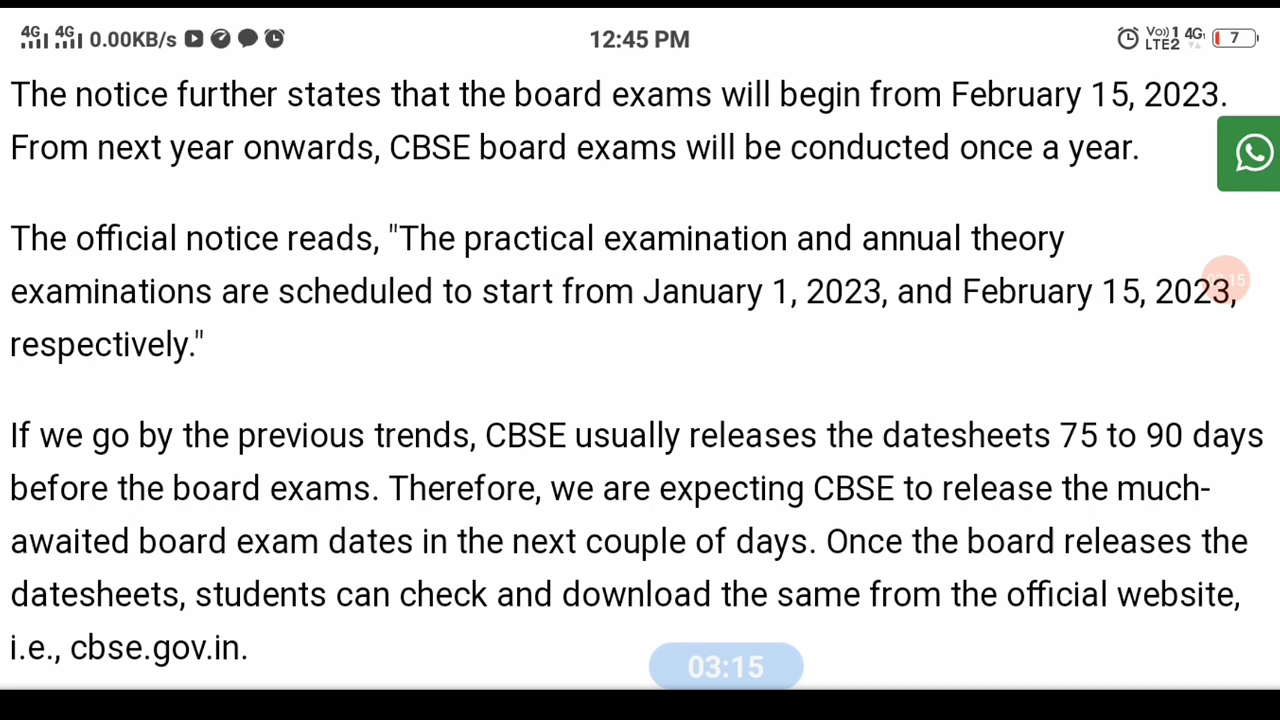 4G 4G 0.00KB/s 12:45 PM Vo)) 1 4G 7
LTE2
The notice further states that the board exams will begin from February 15, 2023.
From next year onwards, CBSE board exams will be conducted once a year.
The official notice reads, "The practical examination and annual theory
examinations are scheduled to start from January 1, 2023, and February 15, 2023,
respectively."
03:15
If we go by the previous trends, CBSE usually releases the datesheets 75 to 90 days
before the board exams. Therefore, we are expecting CBSE to release the much-
awaited board exam dates in the next couple of days. Once the board releases the
datesheets, students can check and download the same from the official website,
i.e., cbse.gov.in.
03:15